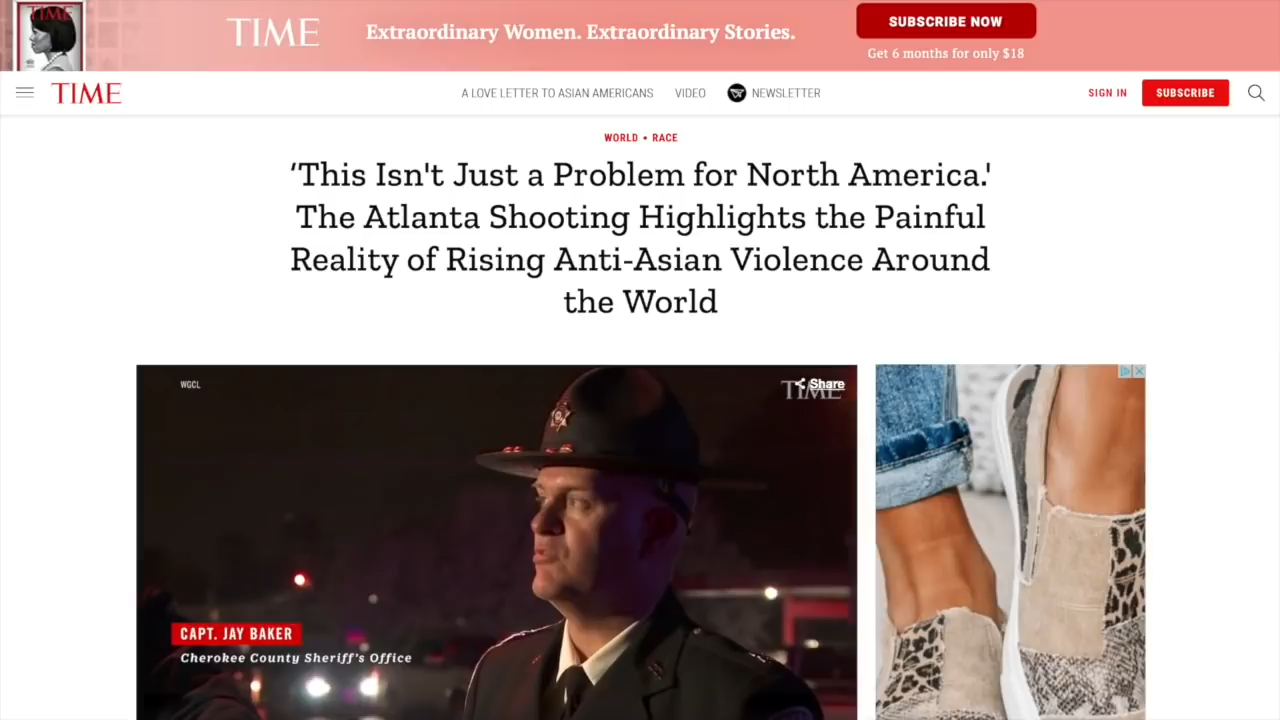 TIME
TIME
Extraordinary Women. Extraordinary Stories.
SUBSCRIBE NOW
Get 6 months for only $18
TIME
A LOVE LETTER TO ASIAN AMERICANS
VIDEO
NEWSLETTER
SIGN IN
SUBSCRIBE
WORLD • RACE
‘This Isn't Just a Problem for North America.'
The Atlanta Shooting Highlights the Painful
Reality of Rising Anti-Asian Violence Around
the World
WGCL
TIME
Share
CAPT. JAY BAKER
Cherokee County Sheriff's Office